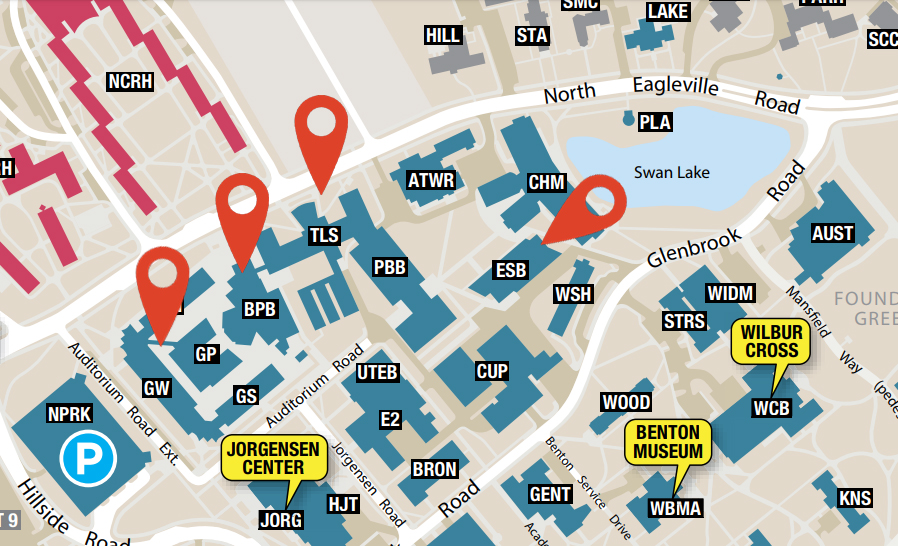 SMC
LAKE
HILL
STA
SCC
NCRH
North Eagleville Road
PLA
Swan Lake
ATWR
CHM
Glenbrook Road
AUST
TLS
PBB
ESB
WSH
WIDM
STRS
Mansfield Way
FOUND
GREE
BPB
GP
GW
GS
Auditorium Road Ext.
Auditorium Road
UTEB
E2
CUP
WOOD
WILBUR
CROSS
WCB
NPRK
P
JORGENSEN
CENTER
JORG
HJT
Jorgensen Road
BRON
Road
GENT
Benton Service Drive
BENTON
MUSEUM
WBMA
KNS
Hillside Road
T 9
(pede
Acade